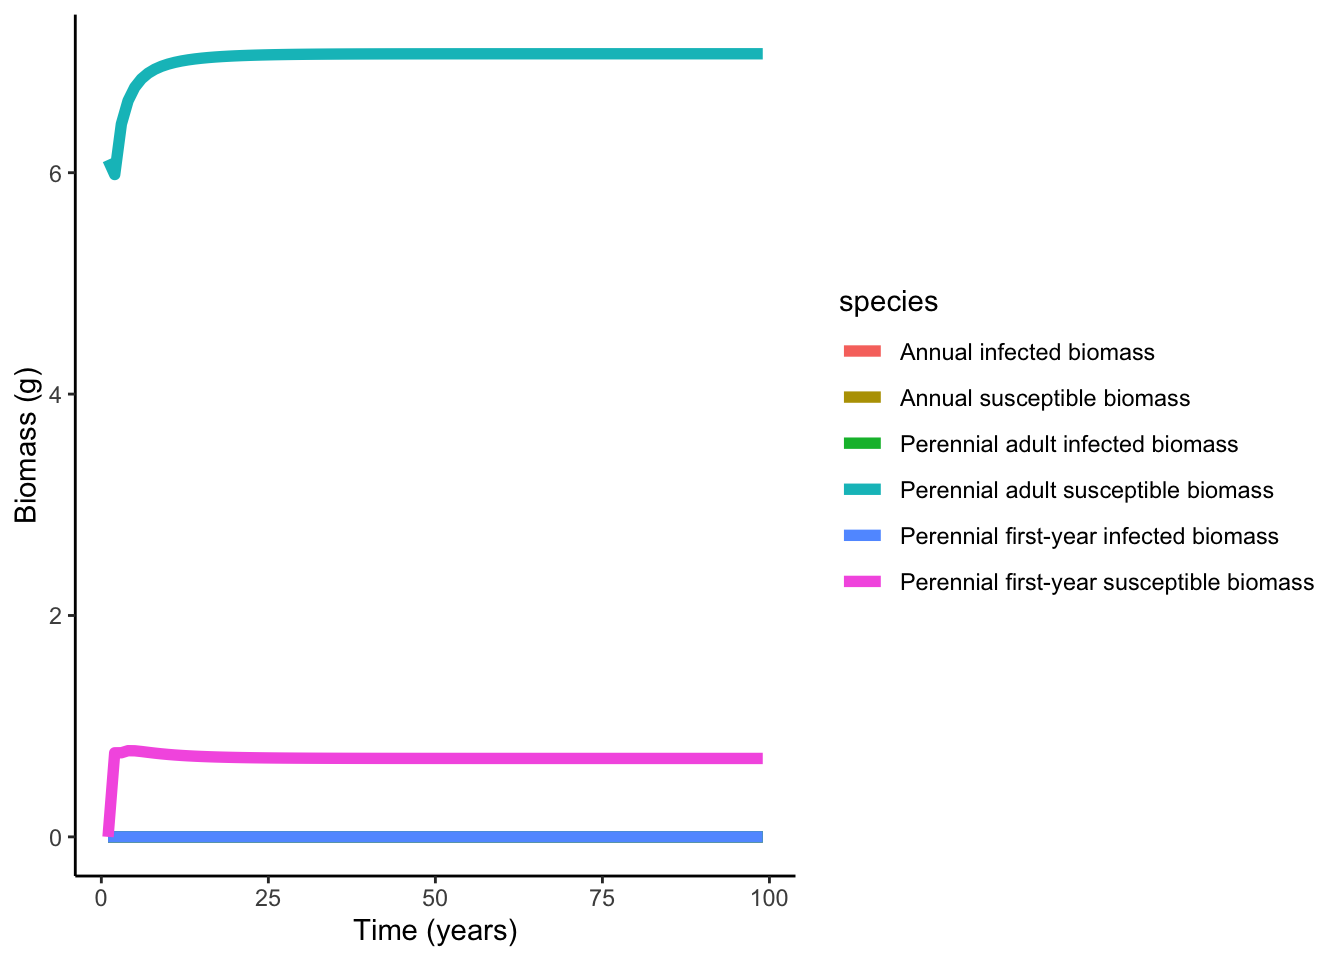 6
4
2
0
Biomass (g)
0 25 50 75 100
Time (years)
species
Annual infected biomass
Annual susceptible biomass
Perennial adult infected biomass
Perennial adult susceptible biomass
Perennial first-year infected biomass
Perennial first-year susceptible biomass